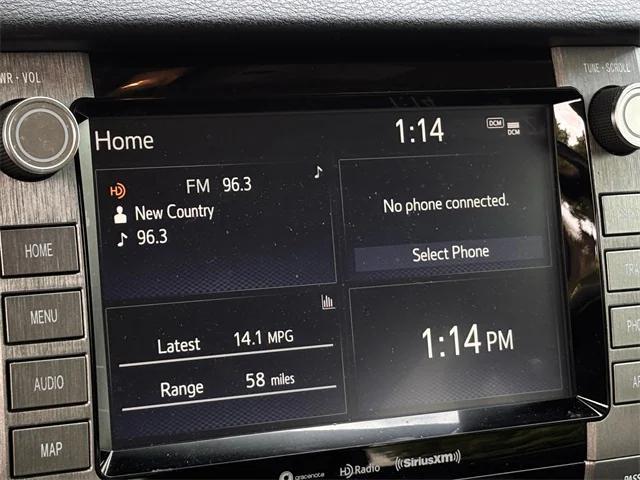 PWR • VOL
TUNE • SCROLL
Home
1:14
DCM
DCM
HD
FM 96.3
New Country
96.3
No phone connected.
Select Phone
Latest 14.1 MPG
Range 58 miles
1:14 PM
HOME
MENU
AUDIO
MAP
gracenote
HD Radio
SiriusXM